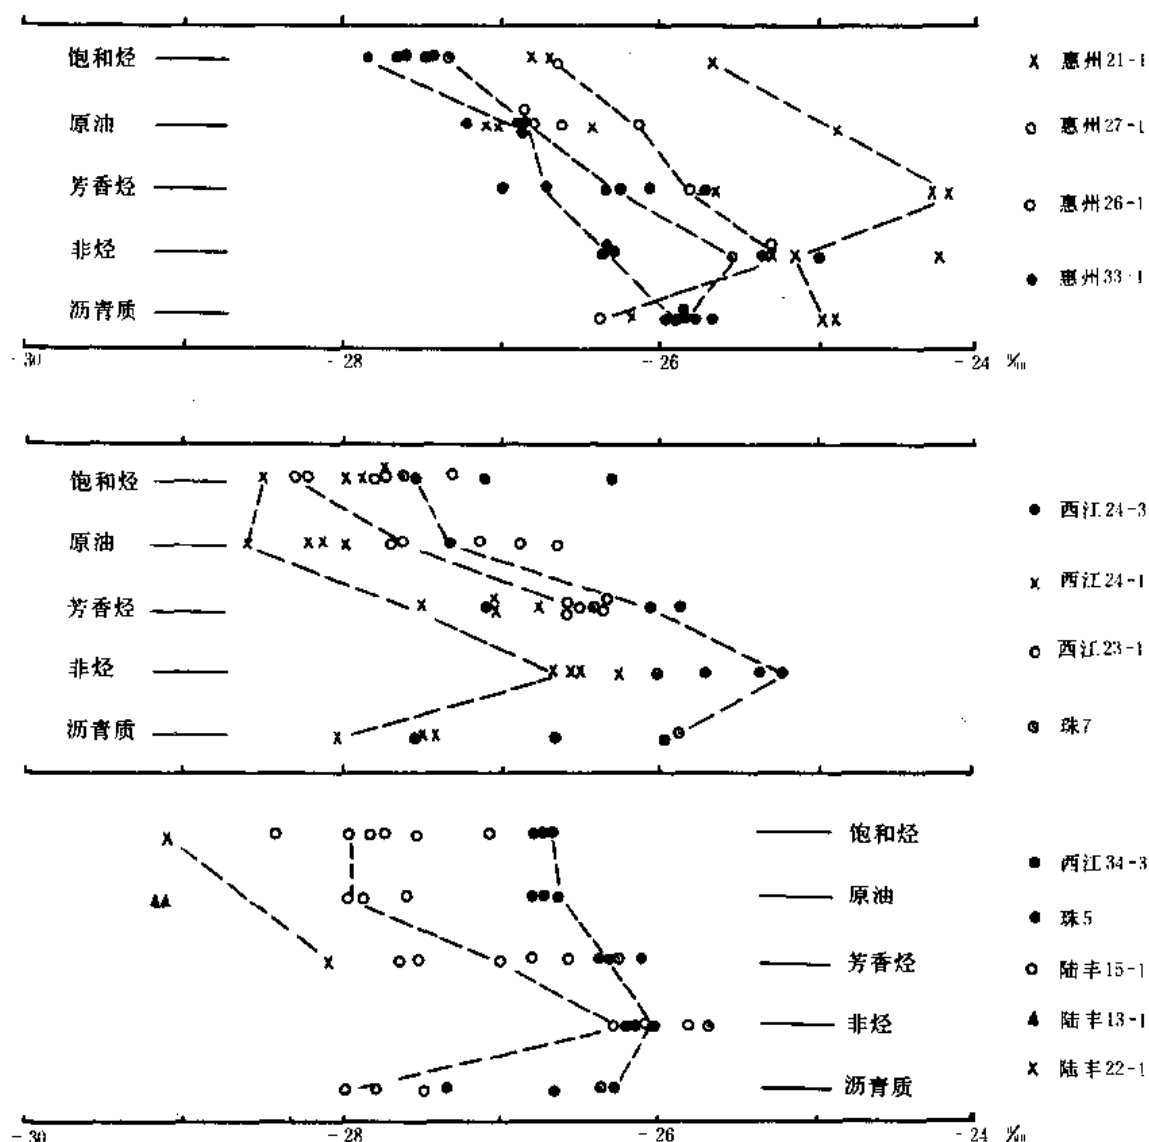 饱和烃
原油
芳香烃
非烃
沥青质
-30 -28 -26 -24 ‰
× 惠州21-1
○ 惠州27-1
○ 惠州26-1
● 惠州33-1
饱和烃
原油
芳香烃
非烃
沥青质
● 西江24-3
× 西江24-1
○ 西江23-1
珠7
饱和烃
原油
芳香烃
非烃
沥青质
● 西江34-3
● 珠5
○ 陆丰15-1
▲ 陆丰13-1
× 陆丰22-1
-30 -28 -26 -24 ‰